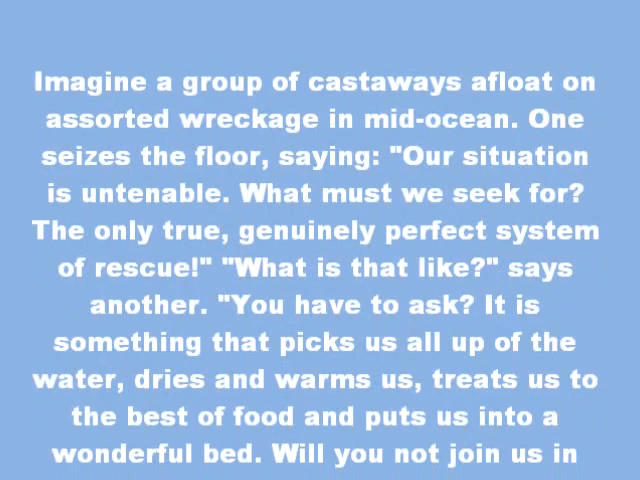 Imagine a group of castaways afloat on
assorted wreckage in mid-ocean. One
seizes the floor, saying: "Our situation
is untenable. What must we seek for?
The only true, genuinely perfect system
of rescue!" "What is that like?" says
another. "You have to ask? It is
something that picks us all up of the
water, dries and warms us, treats us to
the best of food and puts us into a
wonderful bed. Will you not join us in